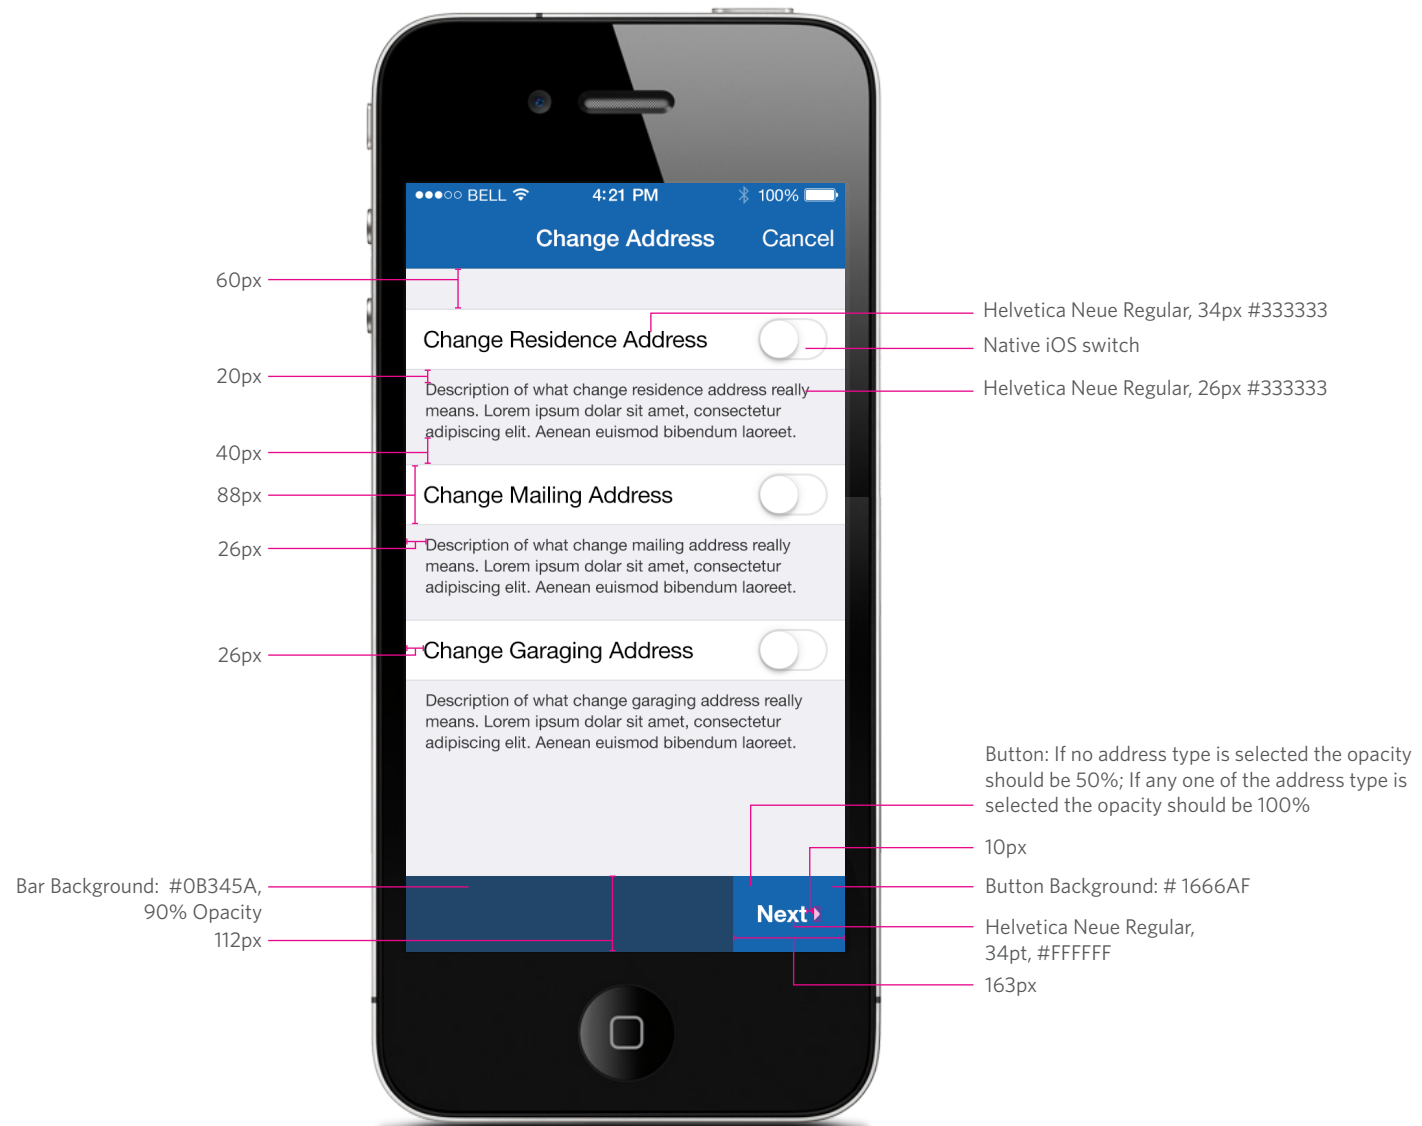 BELL 4:21 PM 100%
Change Address Cancel
60px
Helvetica Neue Regular, 34px #333333
Change Residence Address
Native iOS switch
20px
Helvetica Neue Regular, 26px #333333
Description of what change residence address really
means. Lorem ipsum dolar sit amet, consectetur
adipiscing elit. Aenean euismod bibendum laoreet.
40px
88px
Change Mailing Address
26px
Description of what change mailing address really
means. Lorem ipsum dolar sit amet, consectetur
adipiscing elit. Aenean euismod bibendum laoreet.
26px
Change Garaging Address
Description of what change garaging address really
means. Lorem ipsum dolar sit amet, consectetur
adipiscing elit. Aenean euismod bibendum laoreet.
Button: If no address type is selected the opacity
should be 50%; If any one of the address type is
selected the opacity should be 100%
10px
Bar Background: #0B345A,
90% Opacity
Button Background: # 1666AF
Next
Helvetica Neue Regular,
34pt, #FFFFFF
112px
163px